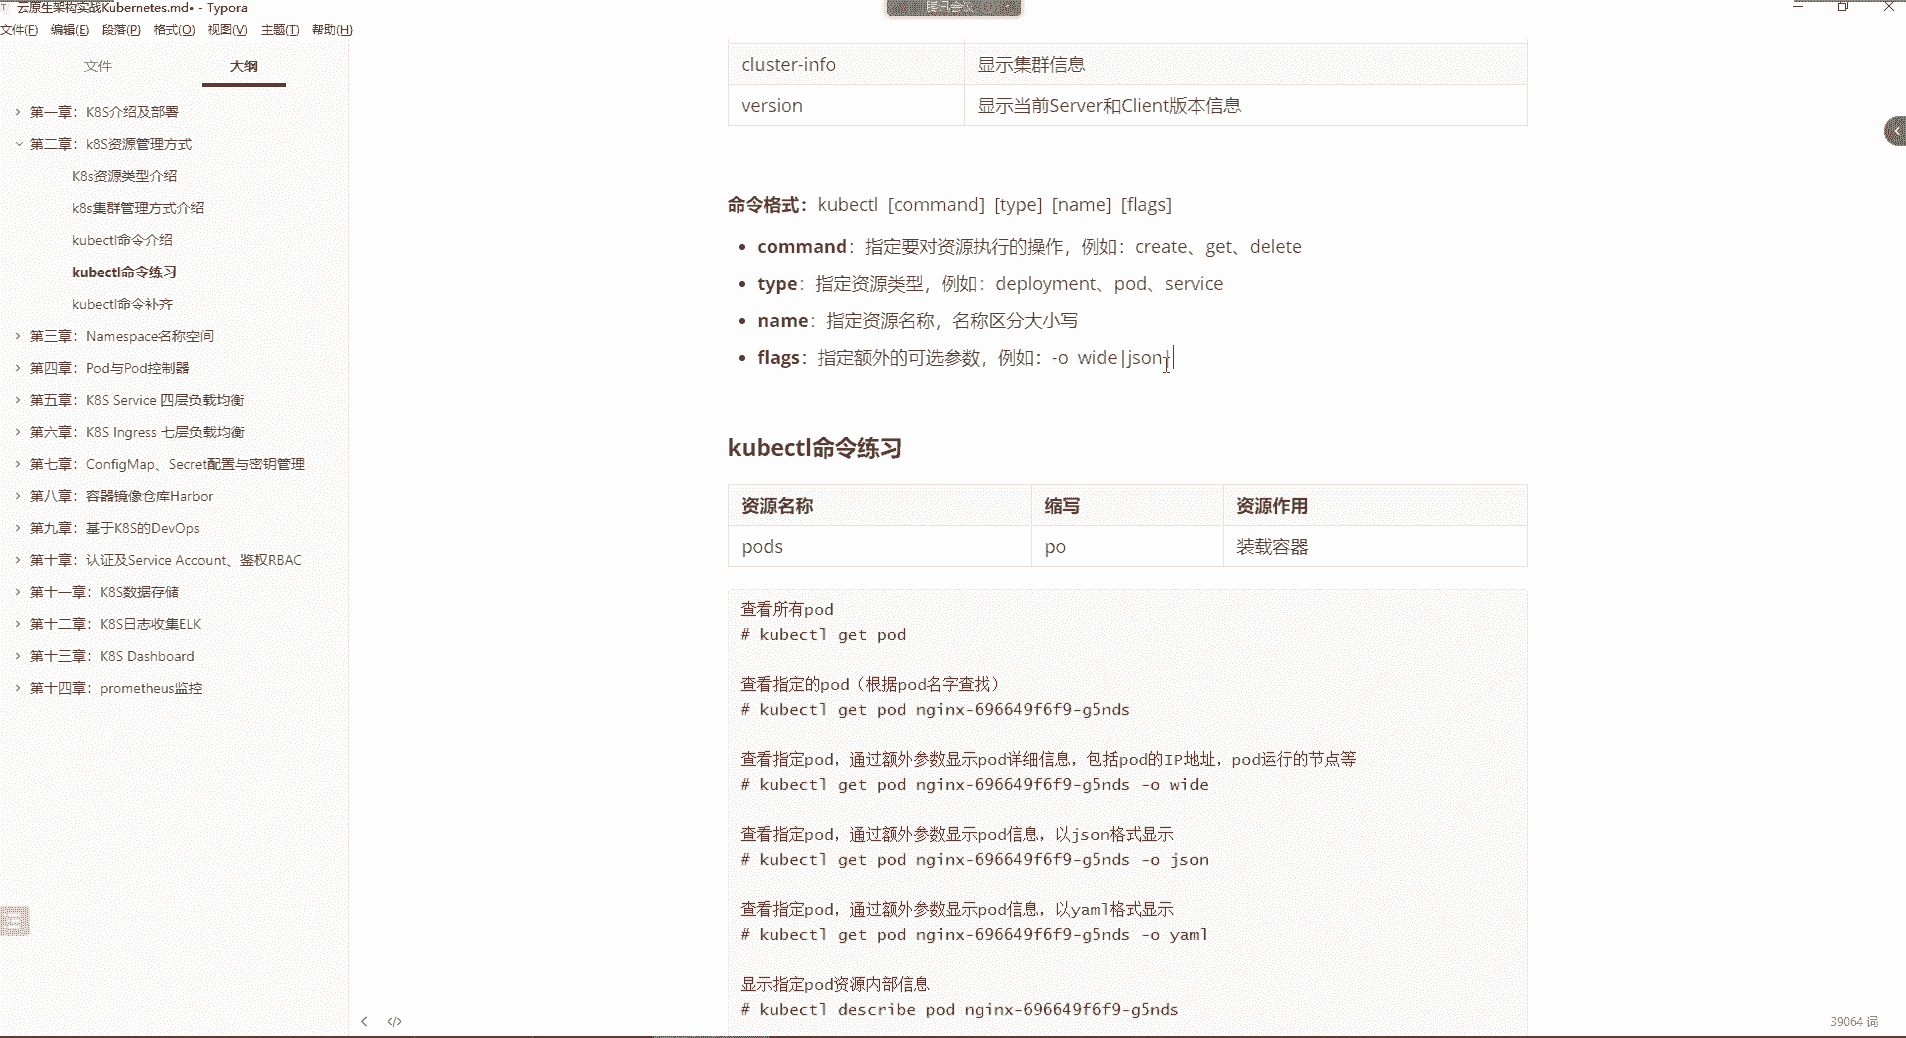 云原生架构实战Kubernetes.md• - Typora
腾讯会议
文件(F) 编辑(E) 段落(P) 格式(O) 视图(V) 主题(T) 帮助(H)
文件 大纲
第一章：K8S介绍及部署
第二章：k8S资源管理方式
K8s资源类型介绍
k8s集群管理方式介绍
kubectl命令介绍
kubectl命令练习
kubectl命令补齐
第三章：Namespace名称空间
第四章：Pod与Pod控制器
第五章：K8S Service 四层负载均衡
第六章：K8S Ingress 七层负载均衡
第七章：ConfigMap、Secret配置与密钥管理
第八章：容器镜像仓库Harbor
第九章：基于K8S的DevOps
第十章：认证及Service Account、鉴权RBAC
第十一章：K8S数据存储
第十二章：K8S日志收集ELK
第十三章：K8S Dashboard
第十四章：prometheus监控
cluster-info 显示集群信息
version 显示当前Server和Client版本信息
命令格式：kubectl [command] [type] [name] [flags]
• command：指定要对资源执行的操作，例如：create、get、delete
• type：指定资源类型，例如：deployment、pod、service
• name：指定资源名称，名称区分大小写
• flags：指定额外的可选参数，例如：-o wide|json|
kubectl命令练习
资源名称 缩写 资源作用
pods po 装载容器
查看所有pod
# kubectl get pod
查看指定的pod（根据pod名字查找）
# kubectl get pod nginx-696649f6f9-g5nds
查看指定pod，通过额外参数显示pod详细信息，包括pod的IP地址，pod运行的节点等
# kubectl get pod nginx-696649f6f9-g5nds -o wide
查看指定pod，通过额外参数显示pod信息，以json格式显示
# kubectl get pod nginx-696649f6f9-g5nds -o json
查看指定pod，通过额外参数显示pod信息，以yaml格式显示
# kubectl get pod nginx-696649f6f9-g5nds -o yaml
显示指定pod资源内部信息
# kubectl describe pod nginx-696649f6f9-g5nds
39064 词